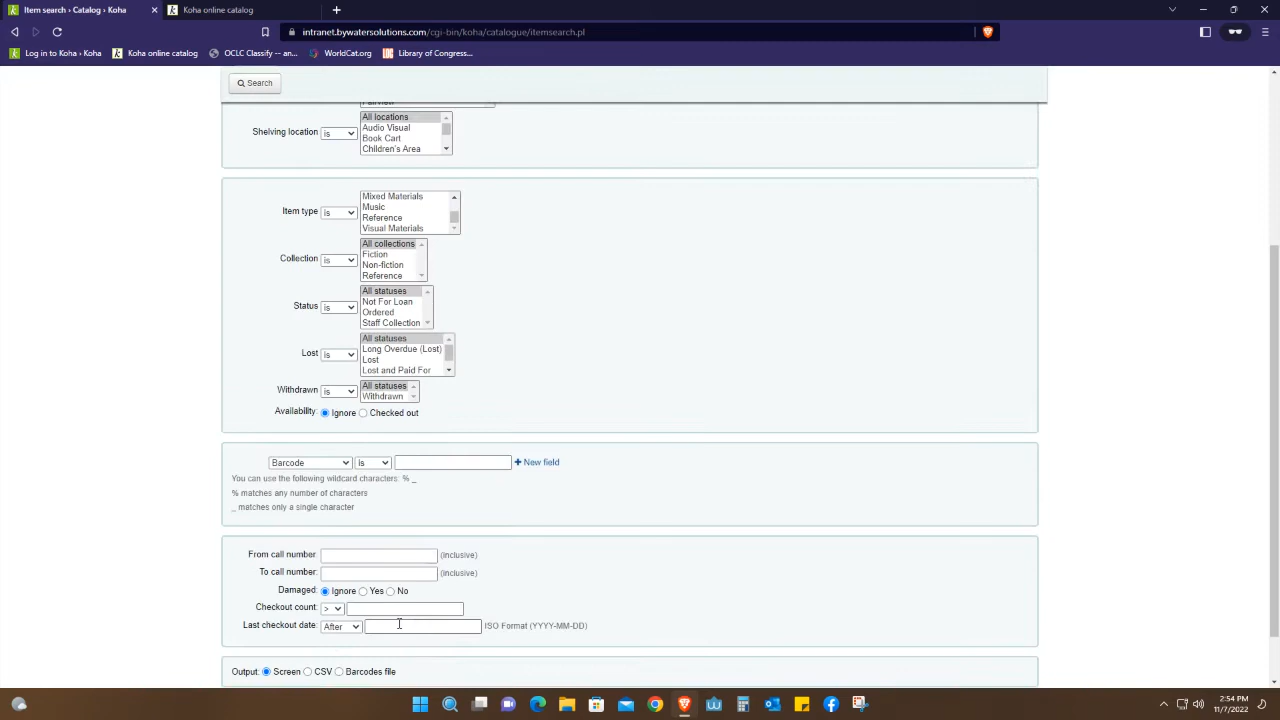 Item search › Catalog › Koha
Koha online catalog
intranet.bywatersolutions.com/cgi-bin/koha/catalogue/itemsearch.pl
Log in to Koha › Koha
Koha online catalog
OCLC Classify -- an...
WorldCat.org
Library of Congress...
Search
Fairview
Shelving location
is
All locations
Audio Visual
Book Cart
Children's Area
Item type
is
Mixed Materials
Music
Reference
Visual Materials
Collection
is
All collections
Fiction
Non-fiction
Reference
Status
is
All statuses
Not For Loan
Ordered
Staff Collection
Lost
is
All statuses
Long Overdue (Lost)
Lost
Lost and Paid For
Withdrawn
is
All statuses
Withdrawn
Availability: Ignore Checked out
Barcode is + New field
You can use the following wildcard characters: % _
% matches any number of characters
_ matches only a single character
From call number: (inclusive)
To call number: (inclusive)
Damaged: Ignore Yes No
Checkout count: >
Last checkout date: After ISO Format (YYYY-MM-DD)
Output: Screen CSV Barcodes file
2:54 PM
11/7/2022